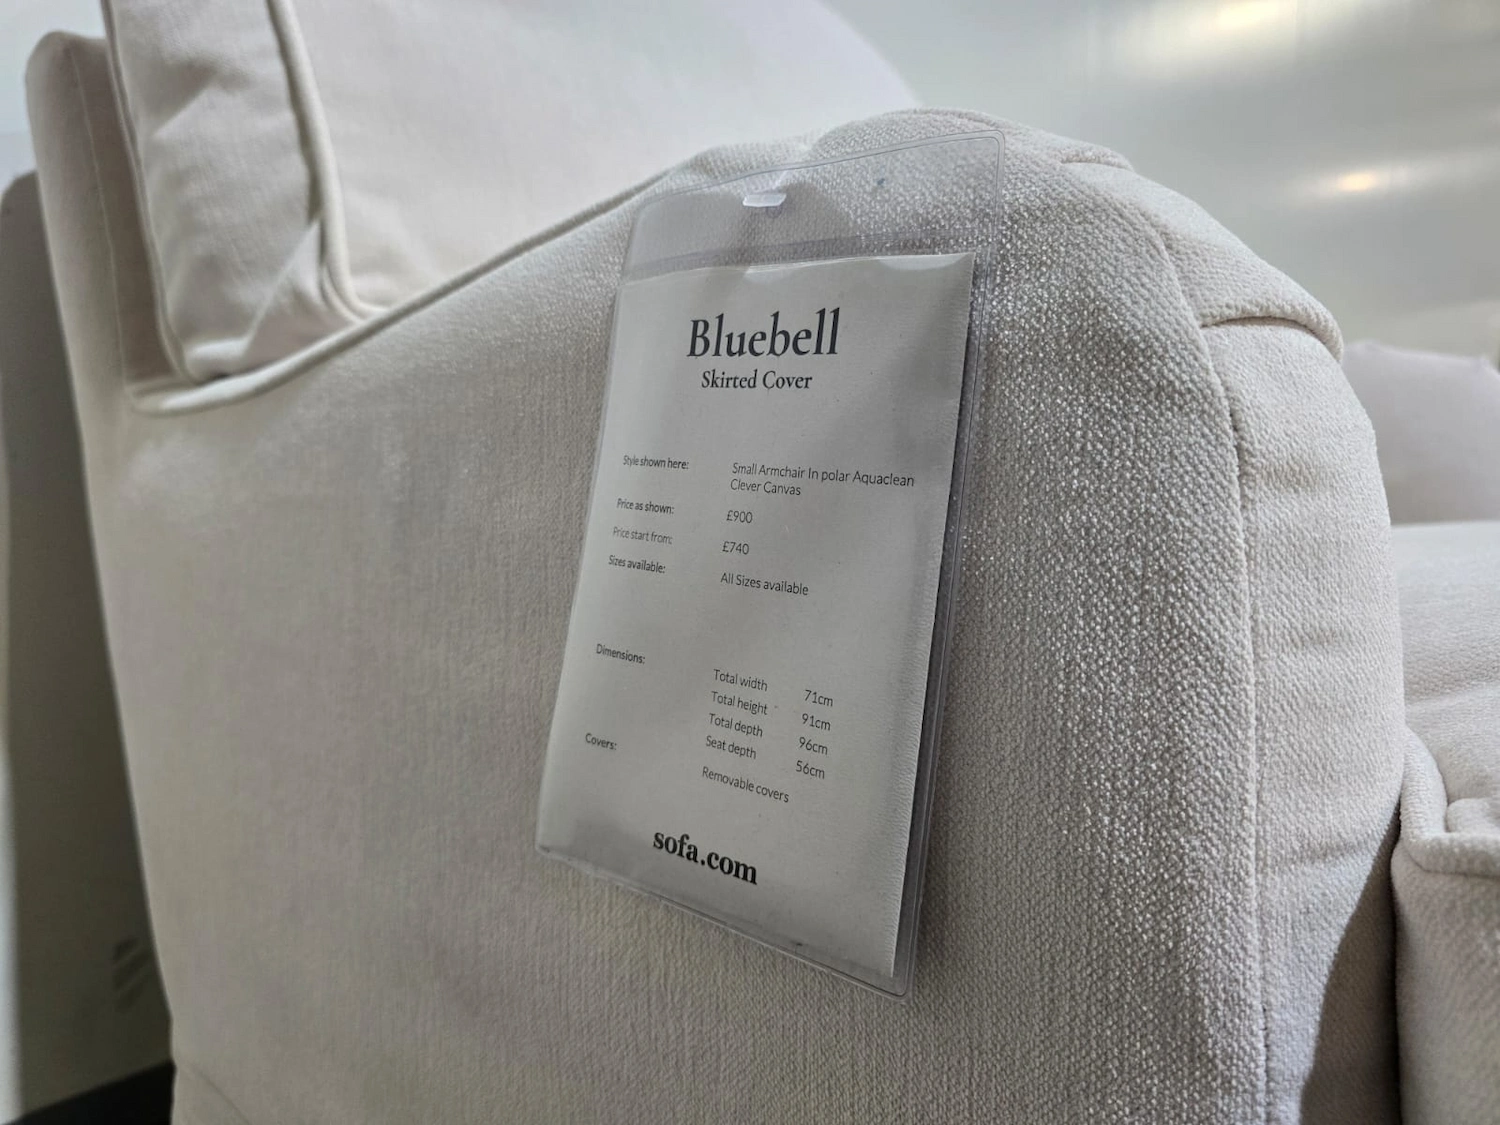 Bluebell
Skirted Cover
Style shown here: Small Armchair In polar Aquaclean
Clever Canvas
Price as shown: £900
Price start from: £740
Sizes available: All Sizes available
Dimensions: Total width 71cm
Total height 91cm
Total depth 96cm
Seat depth 56cm
Covers: Removable covers
sofa.com